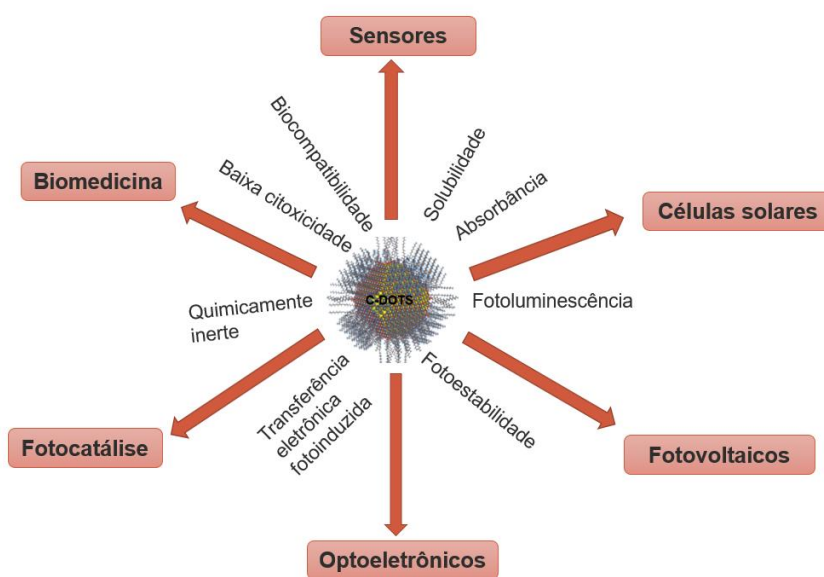 Sensores
Biocompatibilidade
Solubilidade
Baixa citoxicidade
Absorbância
Biomedicina
Células solares
C-DOTS
Quimicamente
inerte
Fotoluminescência
Transferência
eletrônica
fotoinduzida
Fotoestabilidade
Fotocatálise
Fotovoltaicos
Optoeletrônicos